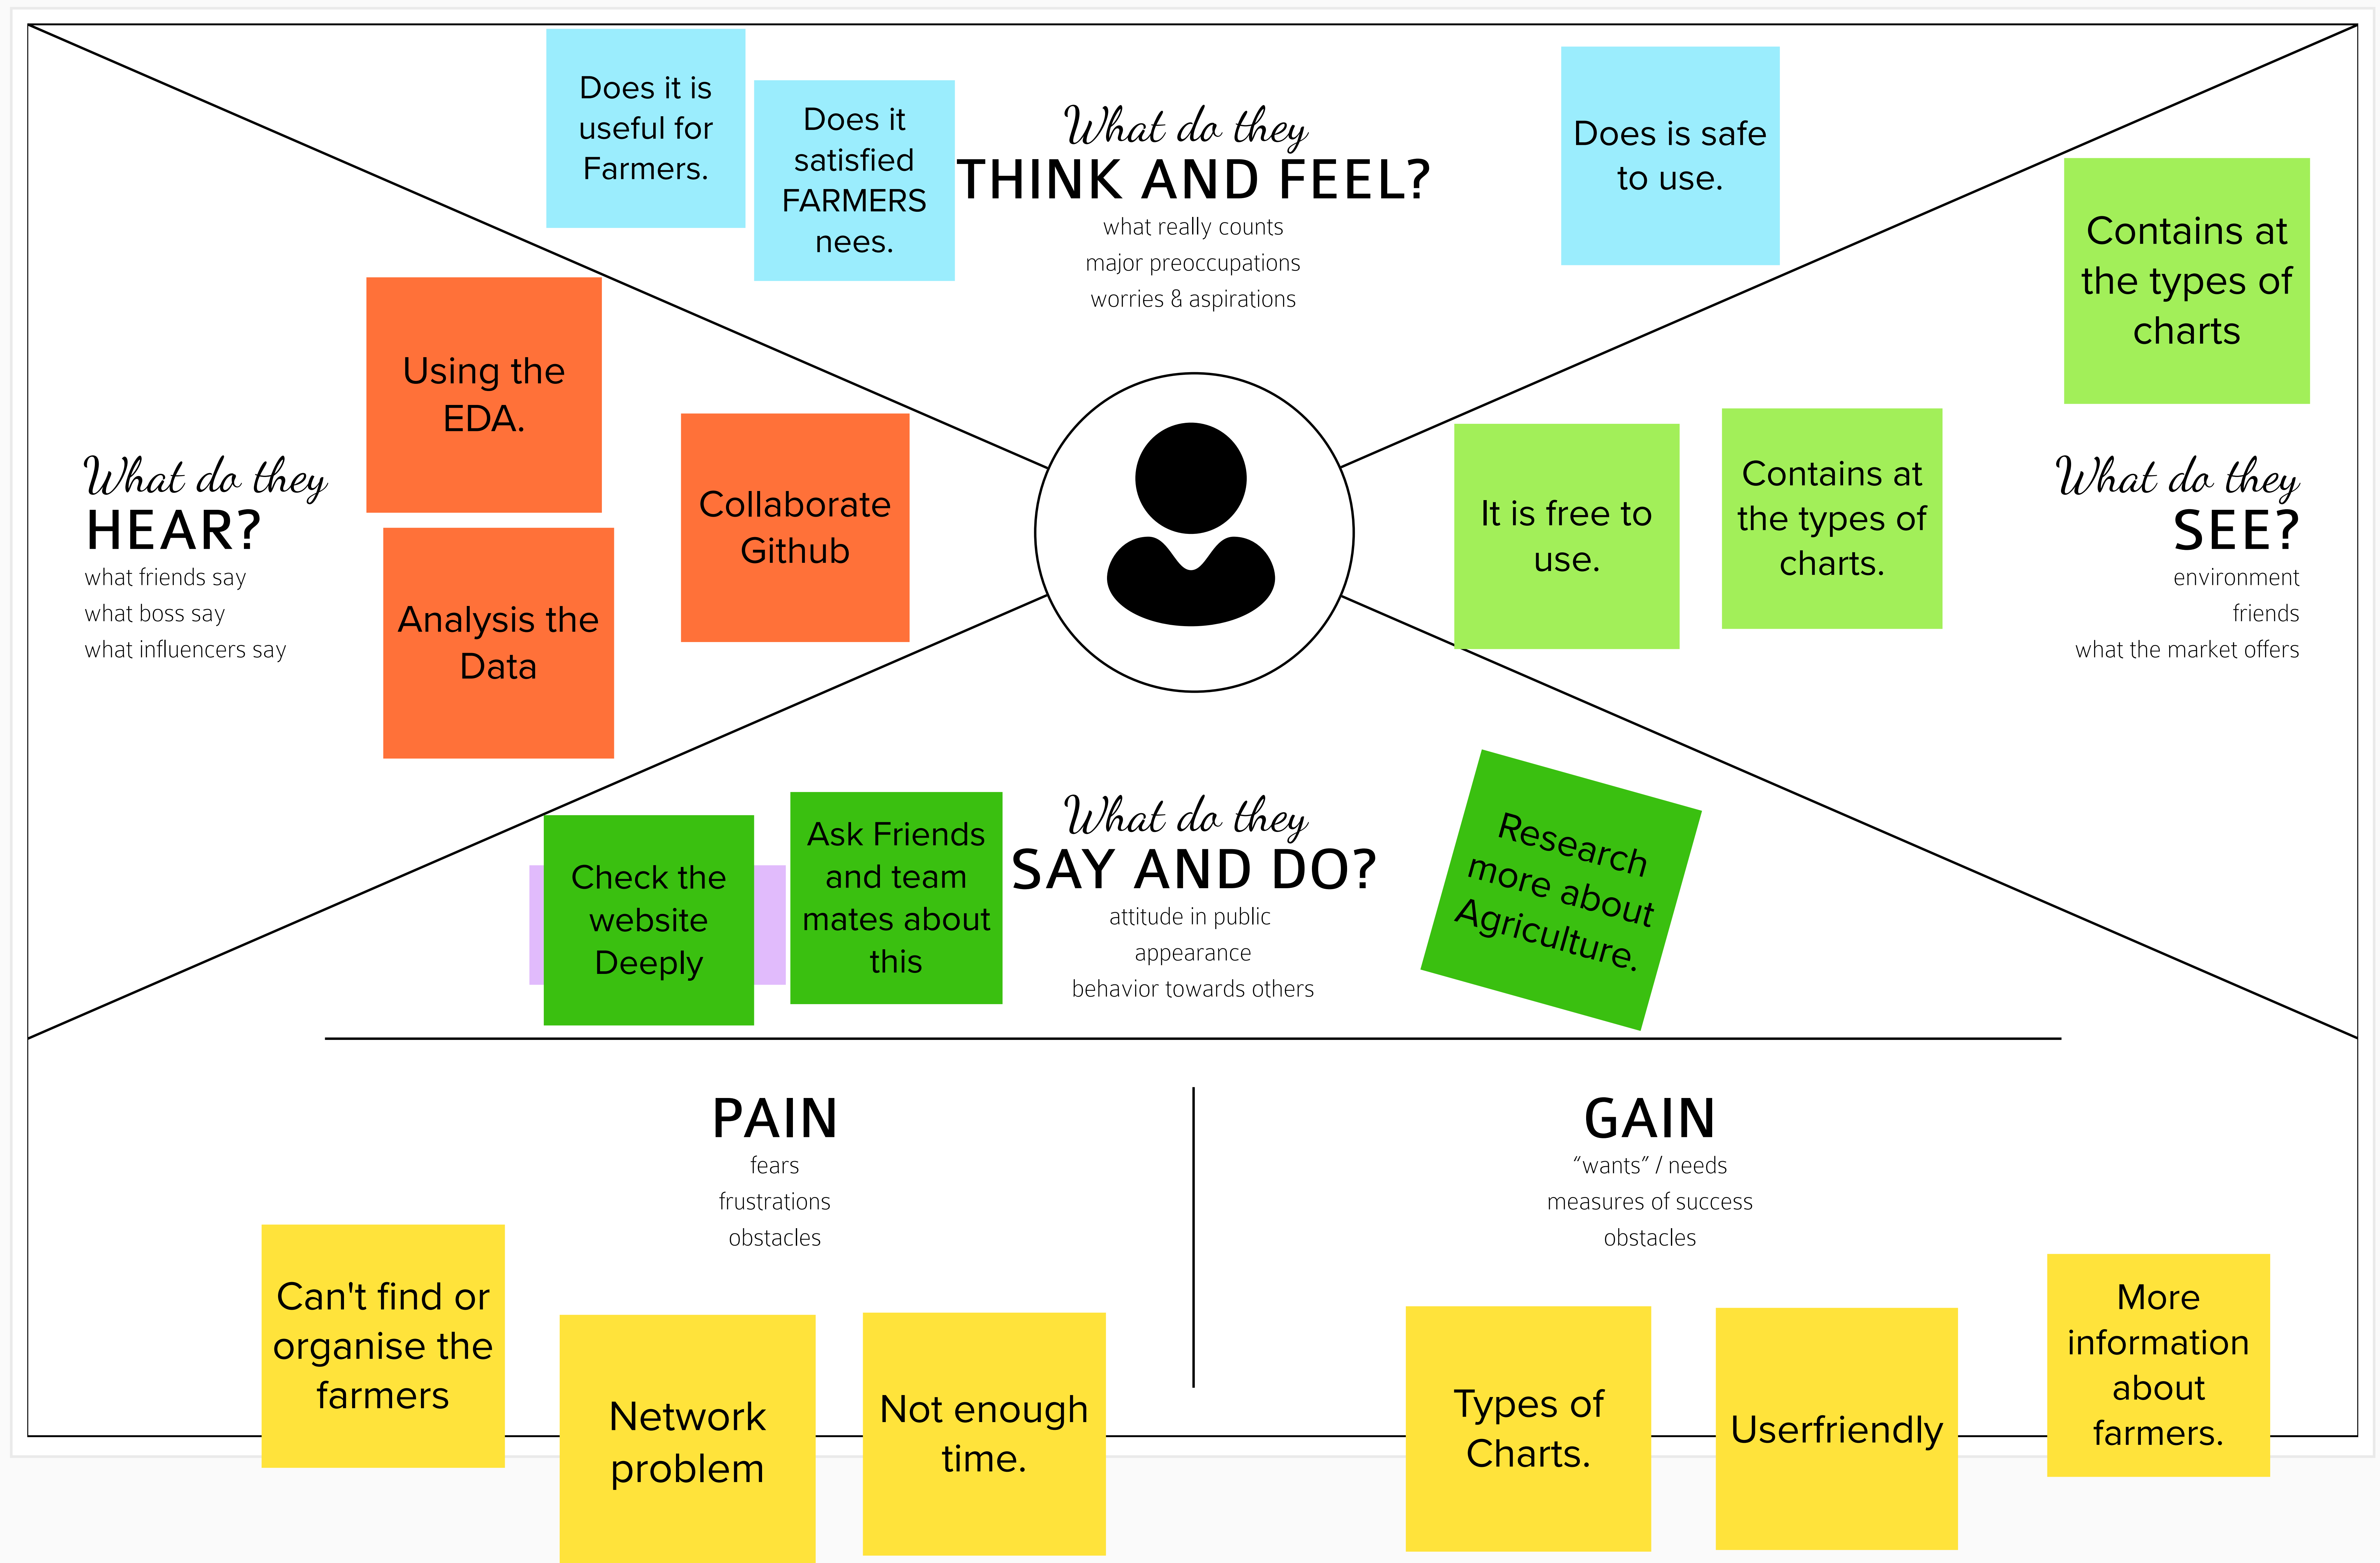 Does it is
useful for
Farmers.
Does it
satisfied
FARMERS
nees.
What do they
THINK AND FEEL?
what really counts
major preoccupations
worries & aspirations
Does is safe
to use.
Contains at
the types of
charts
Using the
EDA.
Collaborate
Github
What do they
HEAR?
what friends say
what boss say
what influencers say
Analysis the
Data
It is free to
use.
Contains at
the types of
charts.
What do they
SEE?
environment
friends
what the market offers
Check the
website
Deeply
Ask Friends
and team
mates about
this
What do they
SAY AND DO?
attitude in public
appearance
behavior towards others
Research
more about
Agriculture.
PAIN
fears
frustrations
obstacles
Can't find or
organise the
farmers
Network
problem
Not enough
time.
GAIN
“wants” / needs
measures of success
obstacles
Types of
Charts.
Userfriendly
More
information
about
farmers.